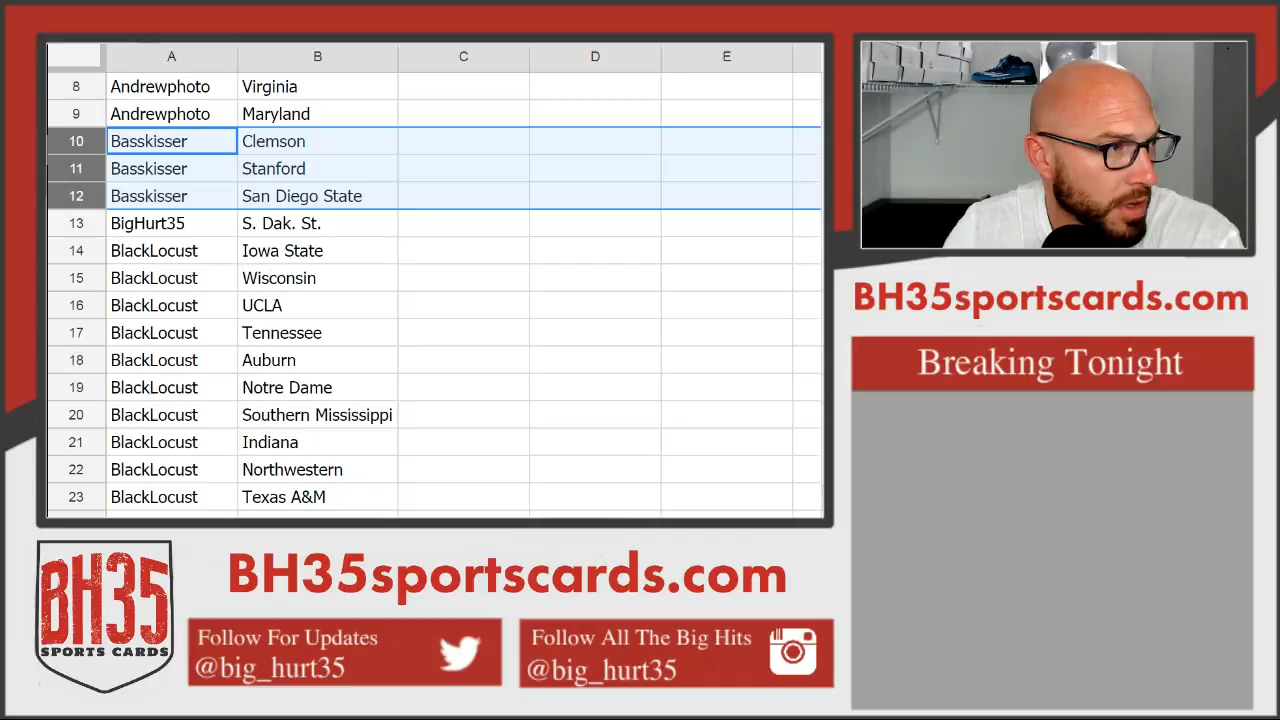 A B C D E
8 Andrewphoto Virginia
9 Andrewphoto Maryland
10 Basskisser Clemson
11 Basskisser Stanford
12 Basskisser San Diego State
13 BigHurt35 S. Dak. St.
14 BlackLocust Iowa State
15 BlackLocust Wisconsin
16 BlackLocust UCLA
17 BlackLocust Tennessee
18 BlackLocust Auburn
19 BlackLocust Notre Dame
20 BlackLocust Southern Mississippi
21 BlackLocust Indiana
22 BlackLocust Northwestern
23 BlackLocust Texas A&M
BH35sportscards.com
Breaking Tonight
BH35
SPORTS CARDS
BH35sportscards.com
Follow For Updates
@big_hurt35
Follow All The Big Hits
@big_hurt35